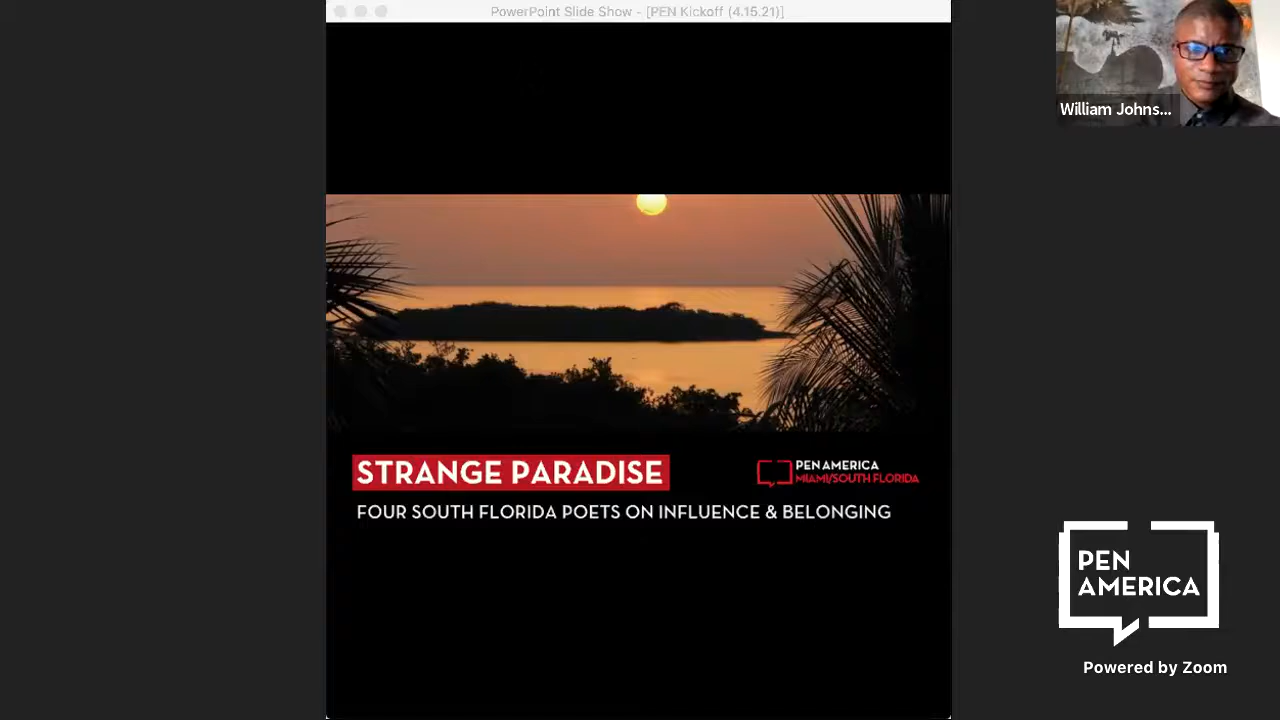 PowerPoint Slide Show - [PEN Kickoff (4.15.21)]
William Johns...
STRANGE PARADISE
PEN AMERICA
MIAMI/SOUTH FLORIDA
FOUR SOUTH FLORIDA POETS ON INFLUENCE & BELONGING
PEN
AMERICA
Powered by Zoom